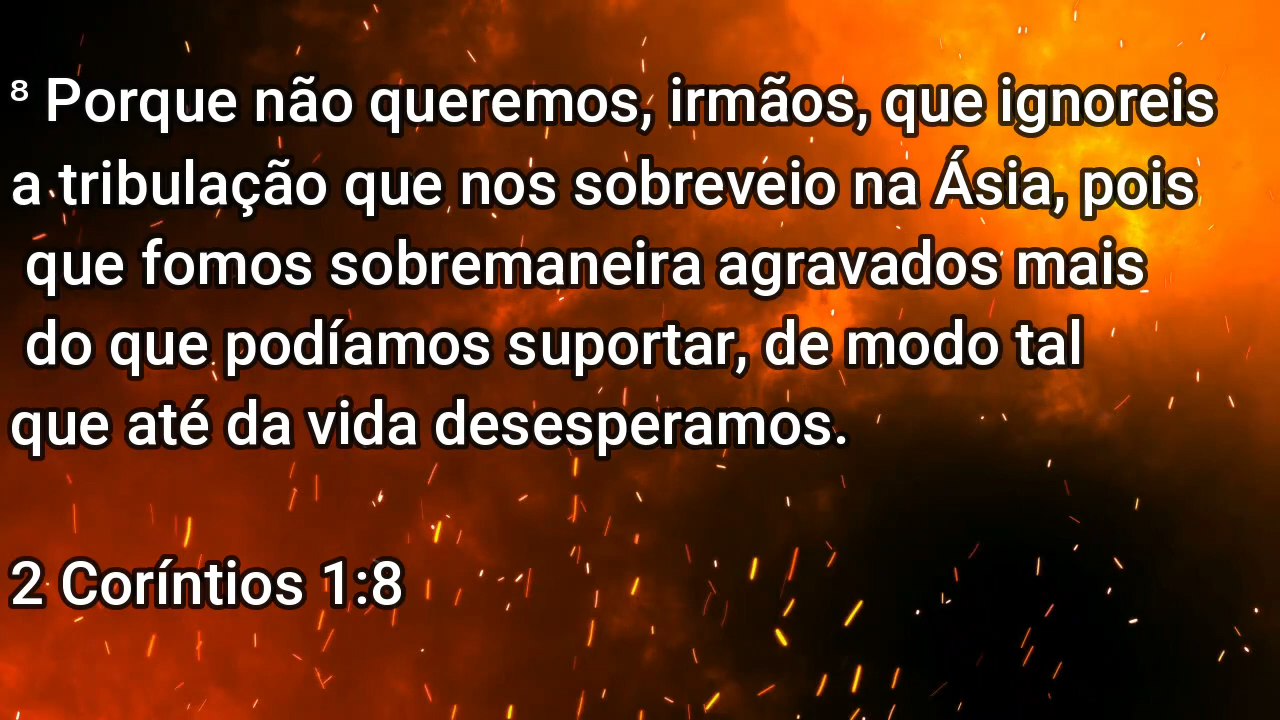 ⁸ Porque não queremos, irmãos, que ignoreis
a tribulação que nos sobreveio na Ásia, pois
que fomos sobremaneira agravados mais
do que podíamos suportar, de modo tal
que até da vida desesperamos.
2 Coríntios 1:8